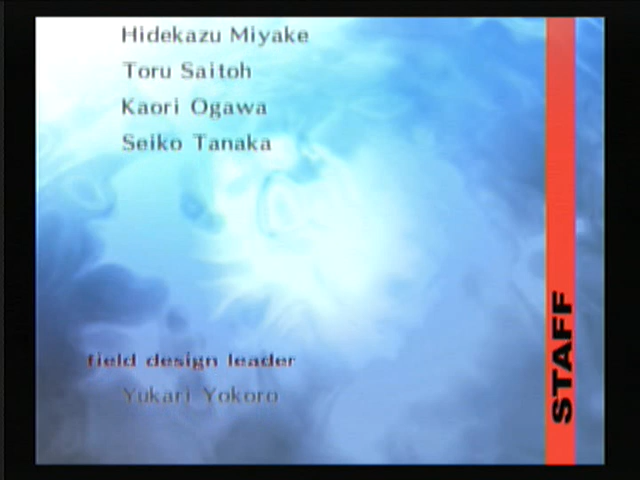 Hidekazu Miyake
Toru Saitoh
Kaori Ogawa
Seiko Tanaka
field design leader
Yukari Yokoro
STAFF